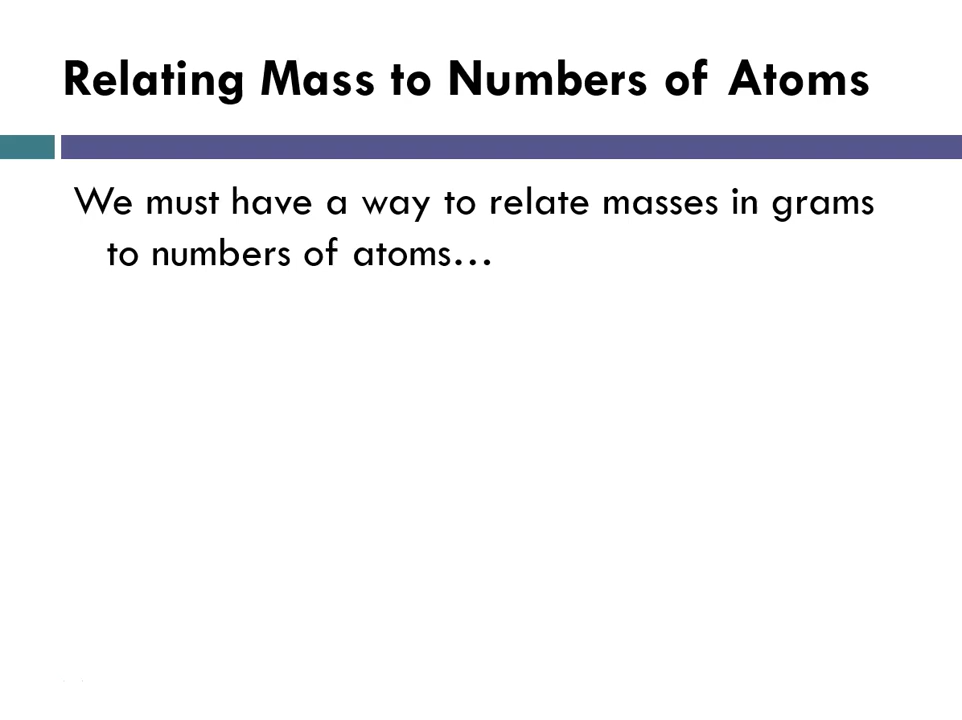 Relating Mass to Numbers of Atoms
We must have a way to relate masses in grams
to numbers of atoms…